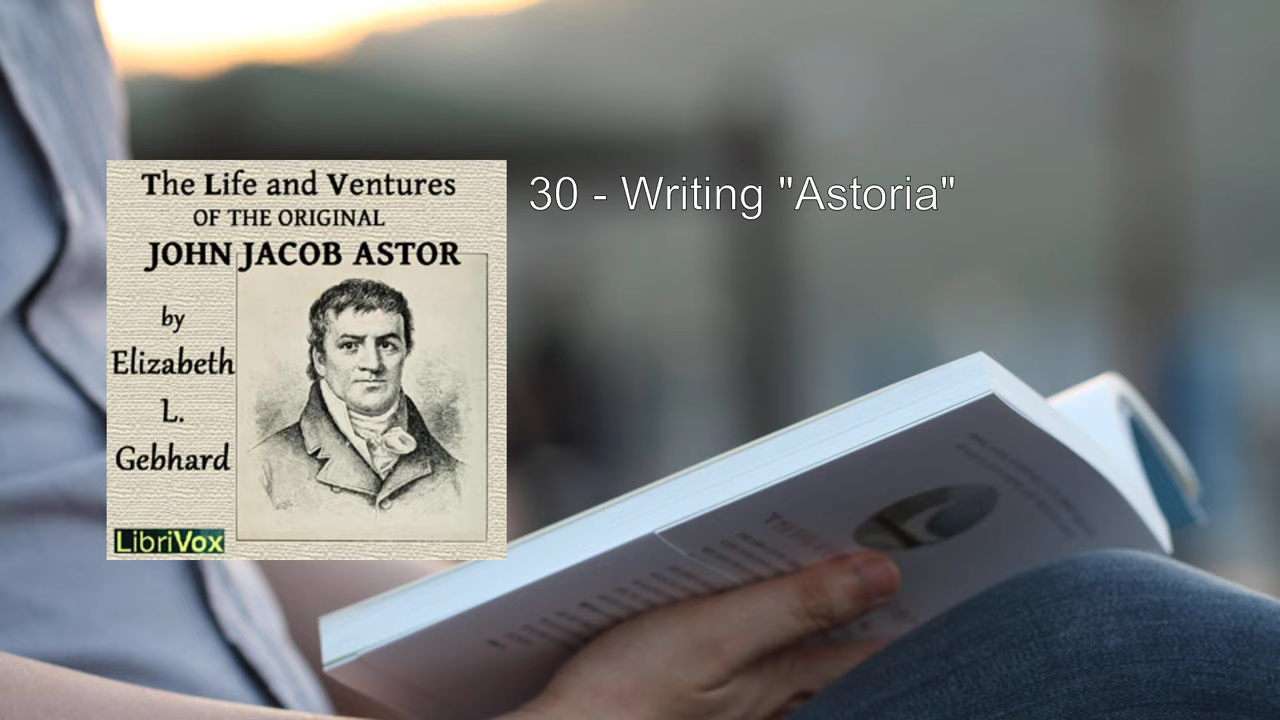 The Life and Ventures
OF THE ORIGINAL
JOHN JACOB ASTOR
by
Elizabeth
L.
Gebhard
LibriVox
30 - Writing "Astoria"